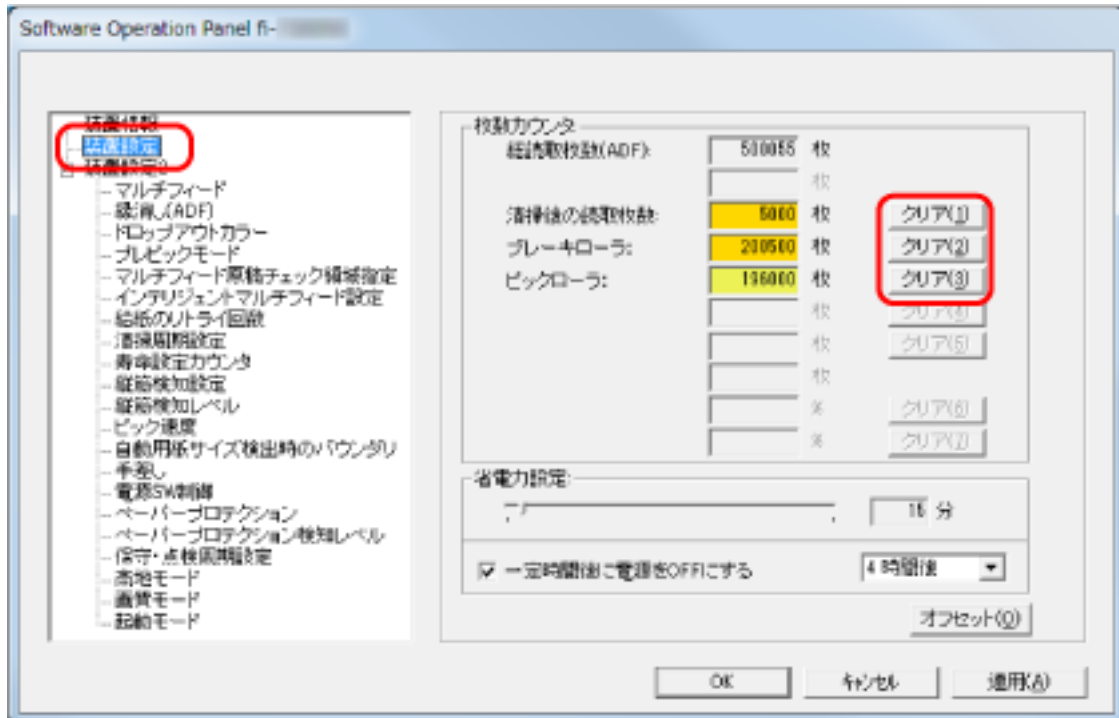 Software Operation Panel fi-
装置情報
装置設定
装置設定2
マルチフィード
縁消し(ADF)
ドロップアウトカラー
プレピックモード
マルチフィード原稿チェック領域指定
インテリジェントマルチフィード設定
給紙のリトライ回数
清掃周期設定
寿命設定カウンタ
縦筋検知設定
縦筋検知レベル
ピック速度
自動用紙サイズ検出時のバウンダリ
手差し
電源SW制御
ペーパープロテクション
ペーパープロテクション検知レベル
保守・点検周期設定
高地モード
画質モード
起動モード
枚数カウンタ
総読取枚数(ADF): 500055 枚
枚
清掃後の読取枚数: 5000 枚 クリア(1)
ブレーキローラ: 200500 枚 クリア(2)
ピックローラ: 196000 枚 クリア(3)
枚 クリア(4)
枚 クリア(5)
枚
% クリア(6)
% クリア(7)
省電力設定:
15 分
一定時間後に電源をOFFにする 4 時間後
オフセット(O)
OK キャンセル 適用(A)